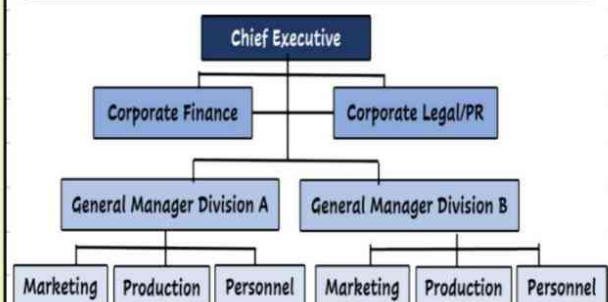 Chief Executive
Corporate Finance
Corporate Legal/PR
General Manager Division A
General Manager Division B
Marketing
Production
Personnel
Marketing
Production
Personnel